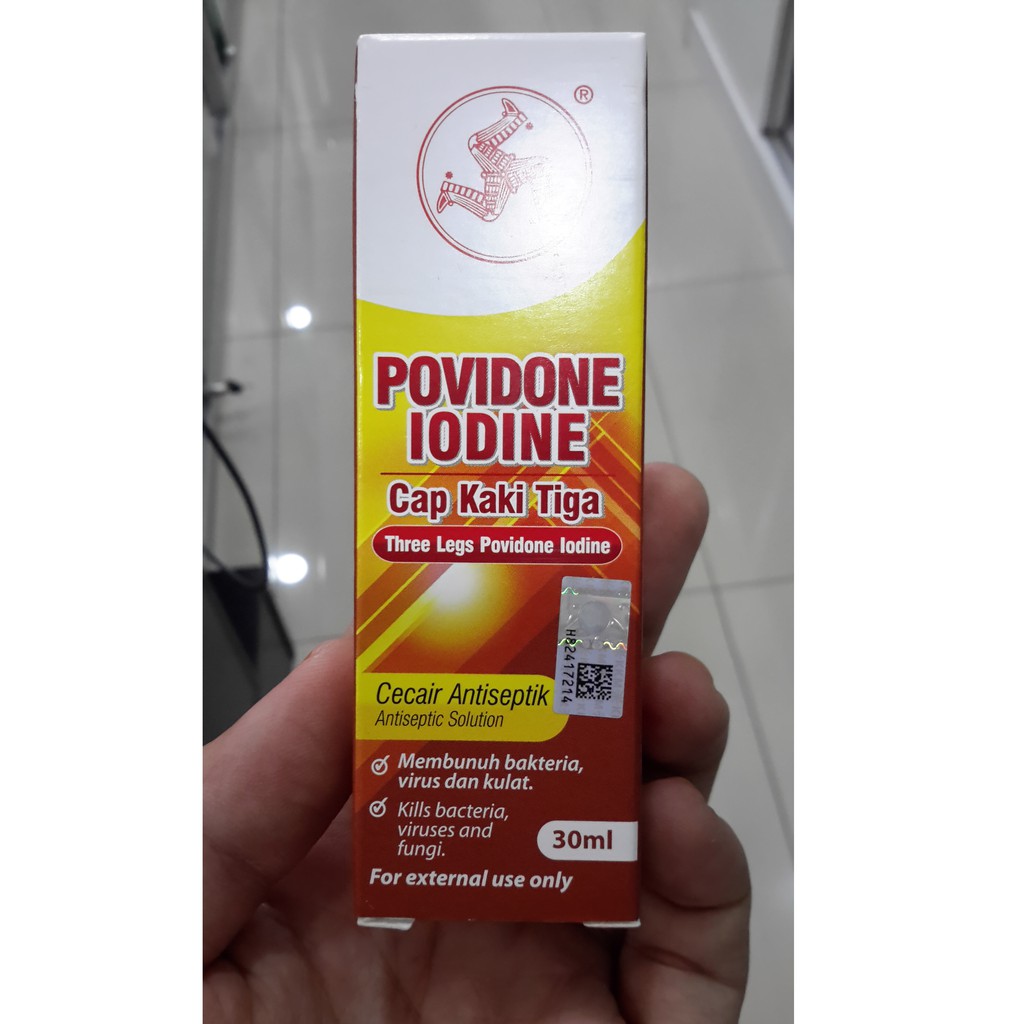 ®
POVIDONE
IODINE
Cap Kaki Tiga
Three Legs Povidone Iodine
H82417214
Cecair Antiseptik
Antiseptic Solution
Membunuh bakteria,
virus dan kulat.
Kills bacteria,
viruses and
fungi.
30ml
For external use only